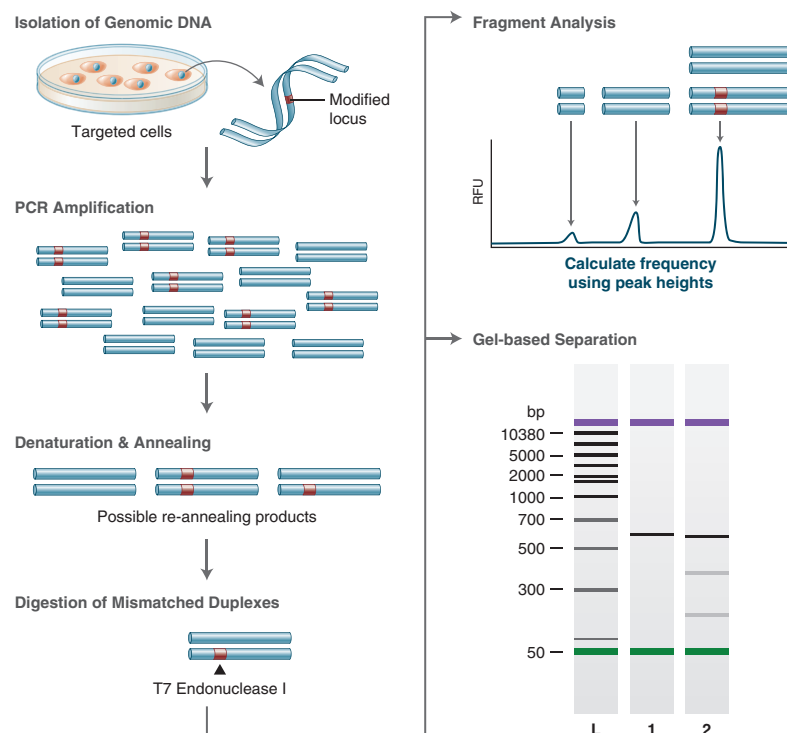 Isolation of Genomic DNA
Targeted cells
Modified
locus
PCR Amplification
Denaturation & Annealing
Possible re-annealing products
Digestion of Mismatched Duplexes
T7 Endonuclease I
Fragment Analysis
RFU
Calculate frequency
using peak heights
Gel-based Separation
bp
10380
5000
2000
1000
700
500
300
50
L 1 2